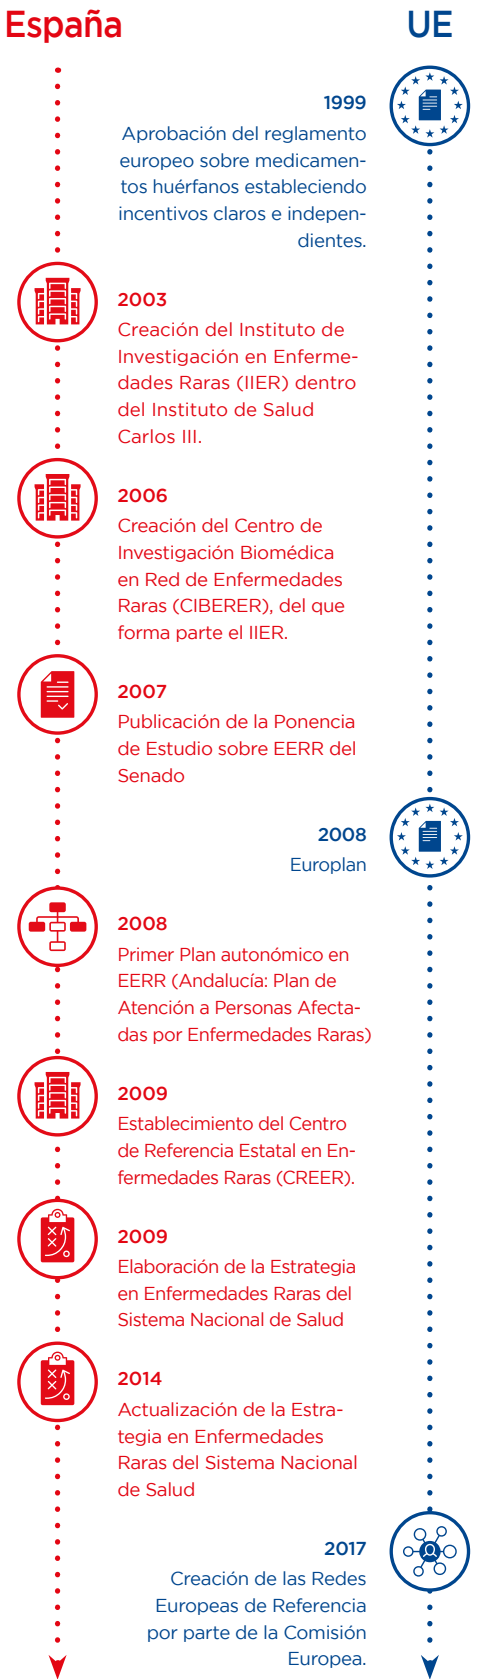 España
UE
1999
Aprobación del reglamento
europeo sobre medicamen-
tos huérfanos estableciendo
incentivos claros e indepen-
dientes.
2003
Creación del Instituto de
Investigación en Enferme-
dades Raras (IIER) dentro
del Instituto de Salud
Carlos III.
2006
Creación del Centro de
Investigación Biomédica
en Red de Enfermedades
Raras (CIBERER), del que
forma parte el IIER.
2007
Publicación de la Ponencia
de Estudio sobre EERR del
Senado
2008
Europlan
2008
Primer Plan autonómico en
EERR (Andalucía: Plan de
Atención a Personas Afecta-
das por Enfermedades Raras)
2009
Establecimiento del Centro
de Referencia Estatal en En-
fermedades Raras (CREER).
2009
Elaboración de la Estrategia
en Enfermedades Raras del
Sistema Nacional de Salud
2014
Actualización de la Estra-
tegia en Enfermedades
Raras del Sistema Nacional
de Salud
2017
Creación de las Redes
Europeas de Referencia
por parte de la Comisión
Europea.